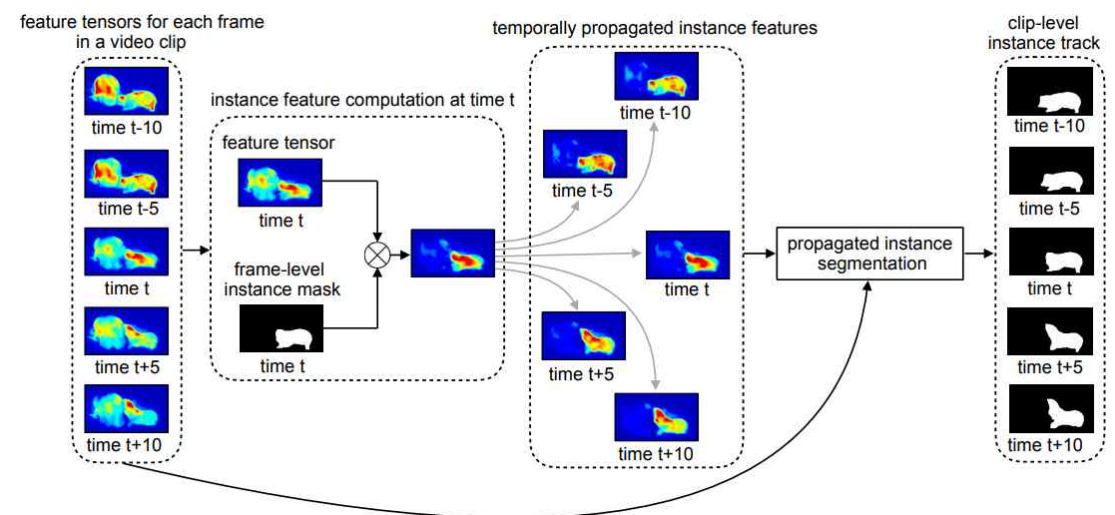 feature tensors for each frame
in a video clip
time t-10
time t-5
time t
time t+5
time t+10
instance feature computation at time t
feature tensor
time t
frame-level
instance mask
time t
temporally propagated instance features
time t-10
time t-5
time t
time t+5
time t+10
propagated instance
segmentation
clip-level
instance track
time t-10
time t-5
time t
time t+5
time t+10